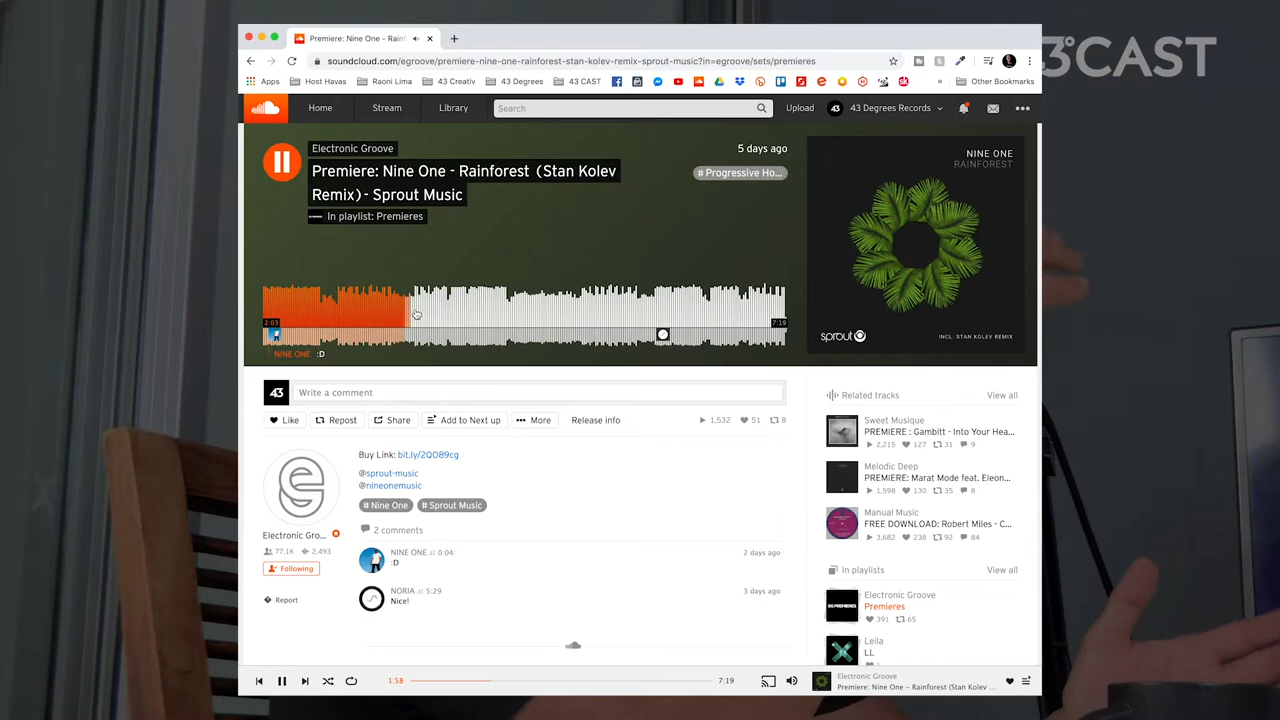 3°CAST
Premiere: Nine One - Rainf
soundcloud.com/egroove/premiere-nine-one-rainforest-stan-kolev-remix-sprout-music?in=egroove/sets/premieres
Apps Host Havas Raoni Lima 43 Creativ 43 Degrees 43 CAST » Other Bookmarks
Home Stream Library Search Upload 43 43 Degrees Records
Electronic Groove 5 days ago
Premiere: Nine One - Rainforest (Stan Kolev
Remix) - Sprout Music
# Progressive Ho...
In playlist: Premieres
NINE ONE
RAINFOREST
sprout
INCL. STAN KOLEV REMIX
2:03 7:19
NINE ONE :D
43 Write a comment
Like Repost Share Add to Next up More Release info 1,532 51 8
Buy Link: bit.ly/2Q089cg
@sprout-music
@nineonemusic
# Nine One # Sprout Music
Electronic Gro...
77.1K 2,493
Following
Report
2 comments
NINE ONE at 0:04 2 days ago
:D
NORIA at 5:29 3 days ago
Nice!
Related tracks View all
Sweet Musique
PREMIERE : Gambitt - Into Your Hea...
2,215 127 31 9
Melodic Deep
PREMIERE: Marat Mode feat. Eleon...
1,598 130 35 8
Manual Music
FREE DOWNLOAD: Robert Miles - C...
3,682 238 92 84
In playlists View all
EG PREMIERES
Electronic Groove
Premieres
391 65
Leila
LL
1:58 7:19
Electronic Groove
Premiere: Nine One - Rainforest (Stan Kolev ...